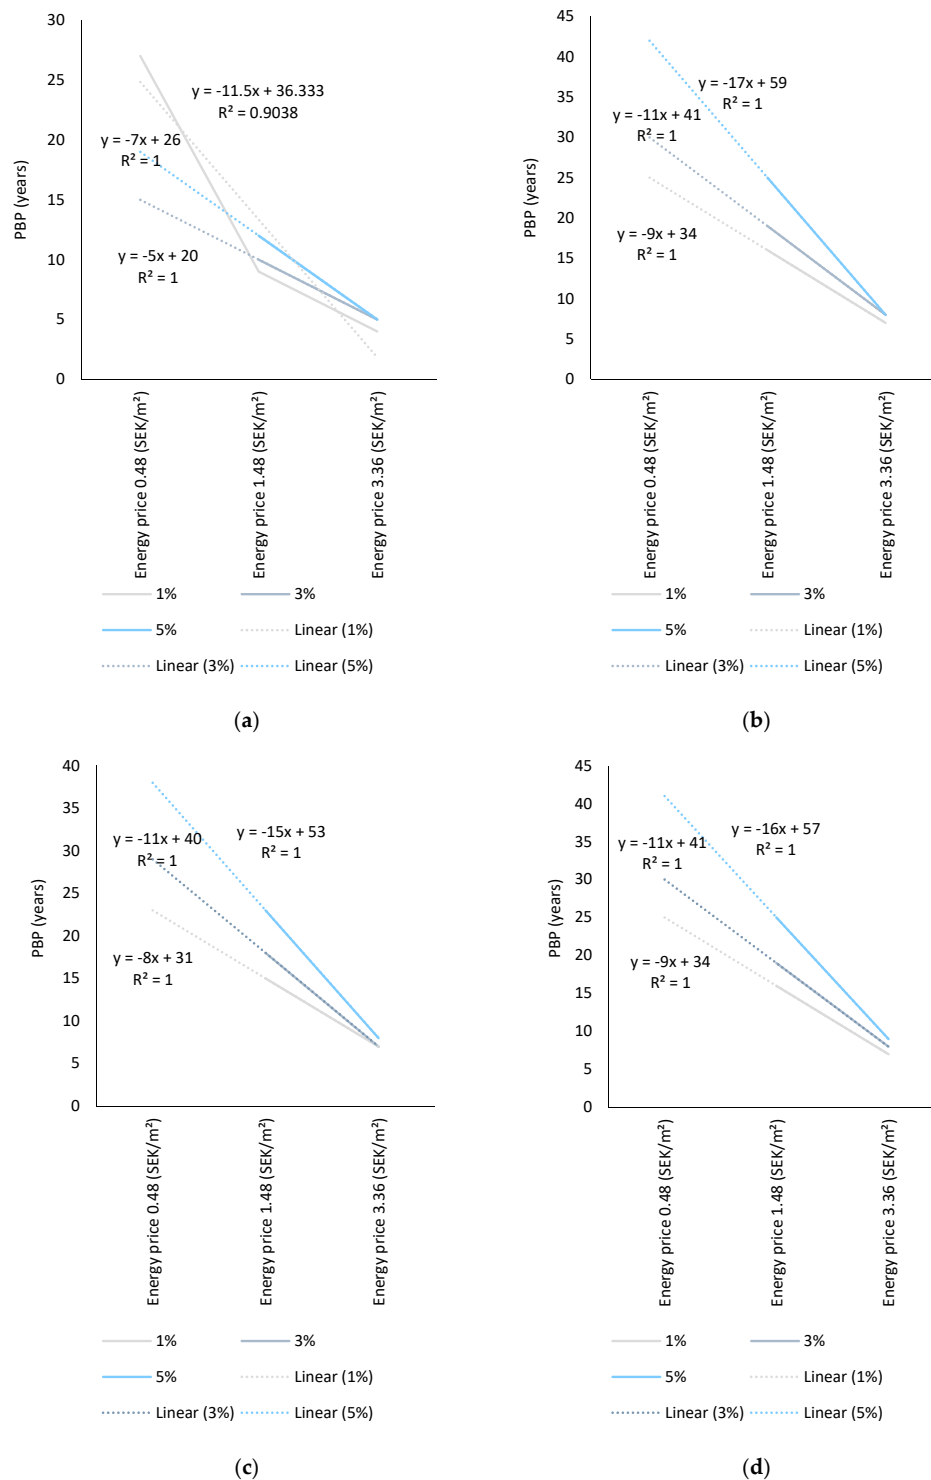 30
25
20
15
10
5
0
PBP (years)
y = -11.5x + 36.333
R² = 0.9038
y = -7x + 26
R² = 1
y = -5x + 20
R² = 1
Energy price 0.48 (SEK/m²)
Energy price 1.48 (SEK/m²)
Energy price 3.36 (SEK/m²)
1% 3%
5% Linear (1%)
Linear (3%) Linear (5%)
(a)
45
40
35
30
25
20
15
10
5
0
PBP (years)
y = -17x + 59
R² = 1
y = -11x + 41
R² = 1
y = -9x + 34
R² = 1
Energy price 0.48 (SEK/m²)
Energy price 1.48 (SEK/m²)
Energy price 3.36 (SEK/m²)
1% 3%
5% Linear (1%)
Linear (3%) Linear (5%)
(b)
40
35
30
25
20
15
10
5
0
PBP (years)
y = -11x + 40
R² = 1
y = -15x + 53
R² = 1
y = -8x + 31
R² = 1
Energy price 0.48 (SEK/m²)
Energy price 1.48 (SEK/m²)
Energy price 3.36 (SEK/m²)
1% 3%
5% Linear (1%)
Linear (3%) Linear (5%)
(c)
45
40
35
30
25
20
15
10
5
0
PBP (years)
y = -16x + 57
R² = 1
y = -11x + 41
R² = 1
y = -9x + 34
R² = 1
Energy price 0.48 (SEK/m²)
Energy price 1.48 (SEK/m²)
Energy price 3.36 (SEK/m²)
1% 3%
5% Linear (1%)
Linear (3%) Linear (5%)
(d)